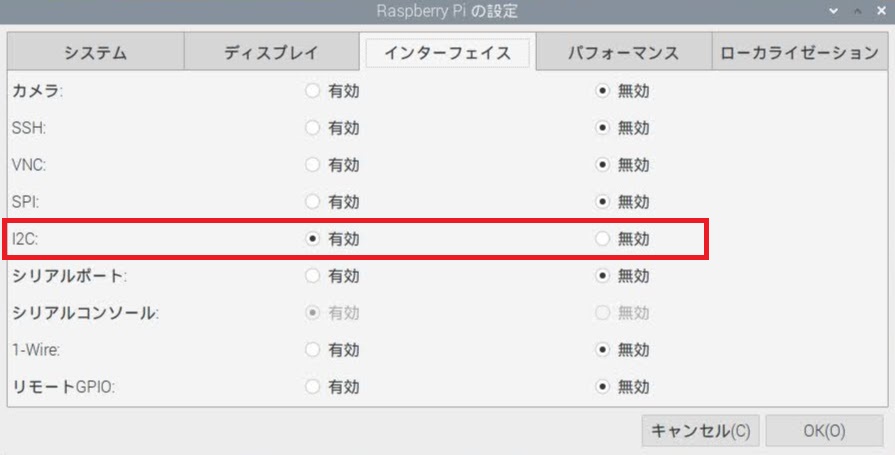 Raspberry Pi の設定
システム ディスプレイ インターフェイス パフォーマンス ローカライゼーション
カメラ: 有効 無効
SSH: 有効 無効
VNC: 有効 無効
SPI: 有効 無効
I2C: 有効 無効
シリアルポート: 有効 無効
シリアルコンソール: 有効 無効
1-Wire: 有効 無効
リモートGPIO: 有効 無効
キャンセル(C) OK(O)